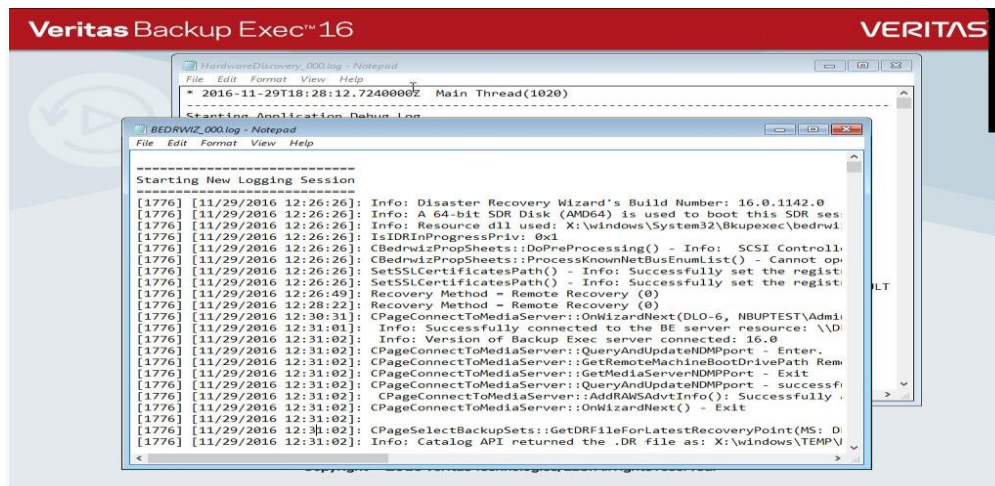 Veritas Backup Exec™ 16
VERITAS
HardwareDiscovery_000.log - Notepad
File Edit Format View Help
* 2016-11-29T18:28:12.7240000Z Main Thread(1020)
Starting Application Debug Log
BEDRWIZ_000.log - Notepad
File Edit Format View Help
============================
Starting New Logging Session
============================
[1776] [11/29/2016 12:26:26]: Info: Disaster Recovery Wizard's Build Number: 16.0.1142.0
[1776] [11/29/2016 12:26:26]: Info: A 64-bit SDR Disk (AMD64) is used to boot this SDR ses
[1776] [11/29/2016 12:26:26]: Info: Resource dll used: X:\windows\System32\Bkupexec\bedrwi
[1776] [11/29/2016 12:26:26]: IsIDRInProgressPriv: 0x1
[1776] [11/29/2016 12:26:26]: CBedrwizPropSheets::DoPreProcessing() - Info: SCSI Controll
[1776] [11/29/2016 12:26:26]: CBedrwizPropSheets::ProcessKnownNetBusEnumList() - Cannot op
[1776] [11/29/2016 12:26:26]: SetSSLCertificatesPath() - Info: Successfully set the regist
[1776] [11/29/2016 12:26:26]: SetSSLCertificatesPath() - Info: Successfully set the regist
[1776] [11/29/2016 12:26:49]: Recovery Method = Remote Recovery (0)
[1776] [11/29/2016 12:28:22]: Recovery Method = Remote Recovery (0)
[1776] [11/29/2016 12:30:31]: CPageConnectToMediaServer::OnWizardNext(DLO-6, NBUPTEST\Admi
[1776] [11/29/2016 12:31:01]: Info: Successfully connected to the BE server resource: \\D
[1776] [11/29/2016 12:31:02]: Info: Version of Backup Exec server connected: 16.0
[1776] [11/29/2016 12:31:02]: CPageConnectToMediaServer::QueryAndUpdateNDMPport - Enter.
[1776] [11/29/2016 12:31:02]: CPageConnectToMediaServer::GetRemoteMachineBootDrivePath Rem
[1776] [11/29/2016 12:31:02]: CPageConnectToMediaServer::GetMediaServerNDMPPort - Exit
[1776] [11/29/2016 12:31:02]: CPageConnectToMediaServer::QueryAndUpdateNDMPport - successf
[1776] [11/29/2016 12:31:02]: CPageConnectToMediaServer::AddRAWSAdvtInfo(): Successfully
[1776] [11/29/2016 12:31:02]: CPageConnectToMediaServer::OnWizardNext() - Exit
[1776] [11/29/2016 12:31:02]:
[1776] [11/29/2016 12:31:02]: CPageSelectBackupSets::GetDRFileForLatestRecoveryPoint(MS: D
[1776] [11/29/2016 12:31:02]: Info: Catalog API returned the .DR file as: X:\windows\TEMP\
LT